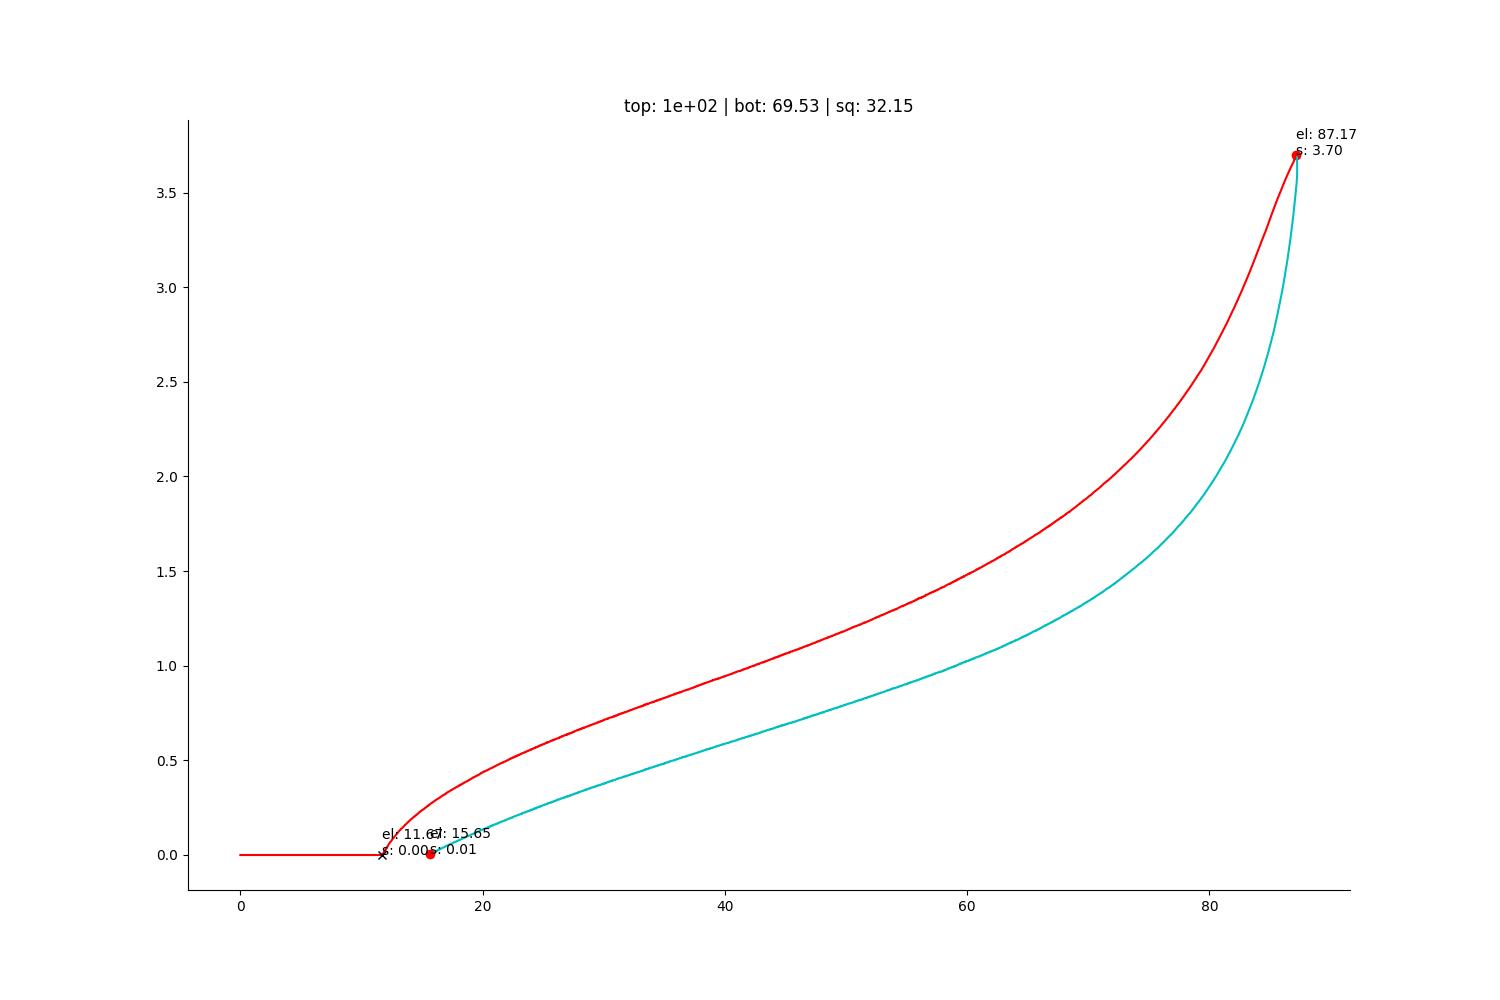 top: 1e+02 | bot: 69.53 | sq: 32.15
el: 87.17
s: 3.70
3.5
3.0
2.5
2.0
1.5
1.0
0.5
0.0
el: 11.67
s: 0.00
el: 15.65
s: 0.01
0 20 40 60 80